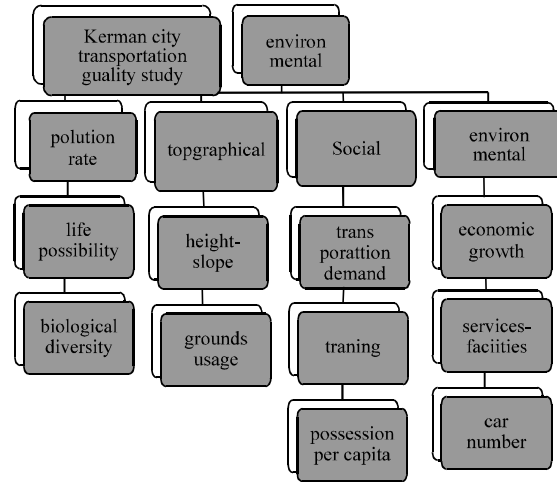 Kerman city
transportation
guality study
environ
mental
polution
rate
topgraphical
Social
environ
mental
life
possibility
height-
slope
trans
porattion
demand
economic
growth
biological
diversity
grounds
usage
traning
services-
faciities
possession
per capita
car
number